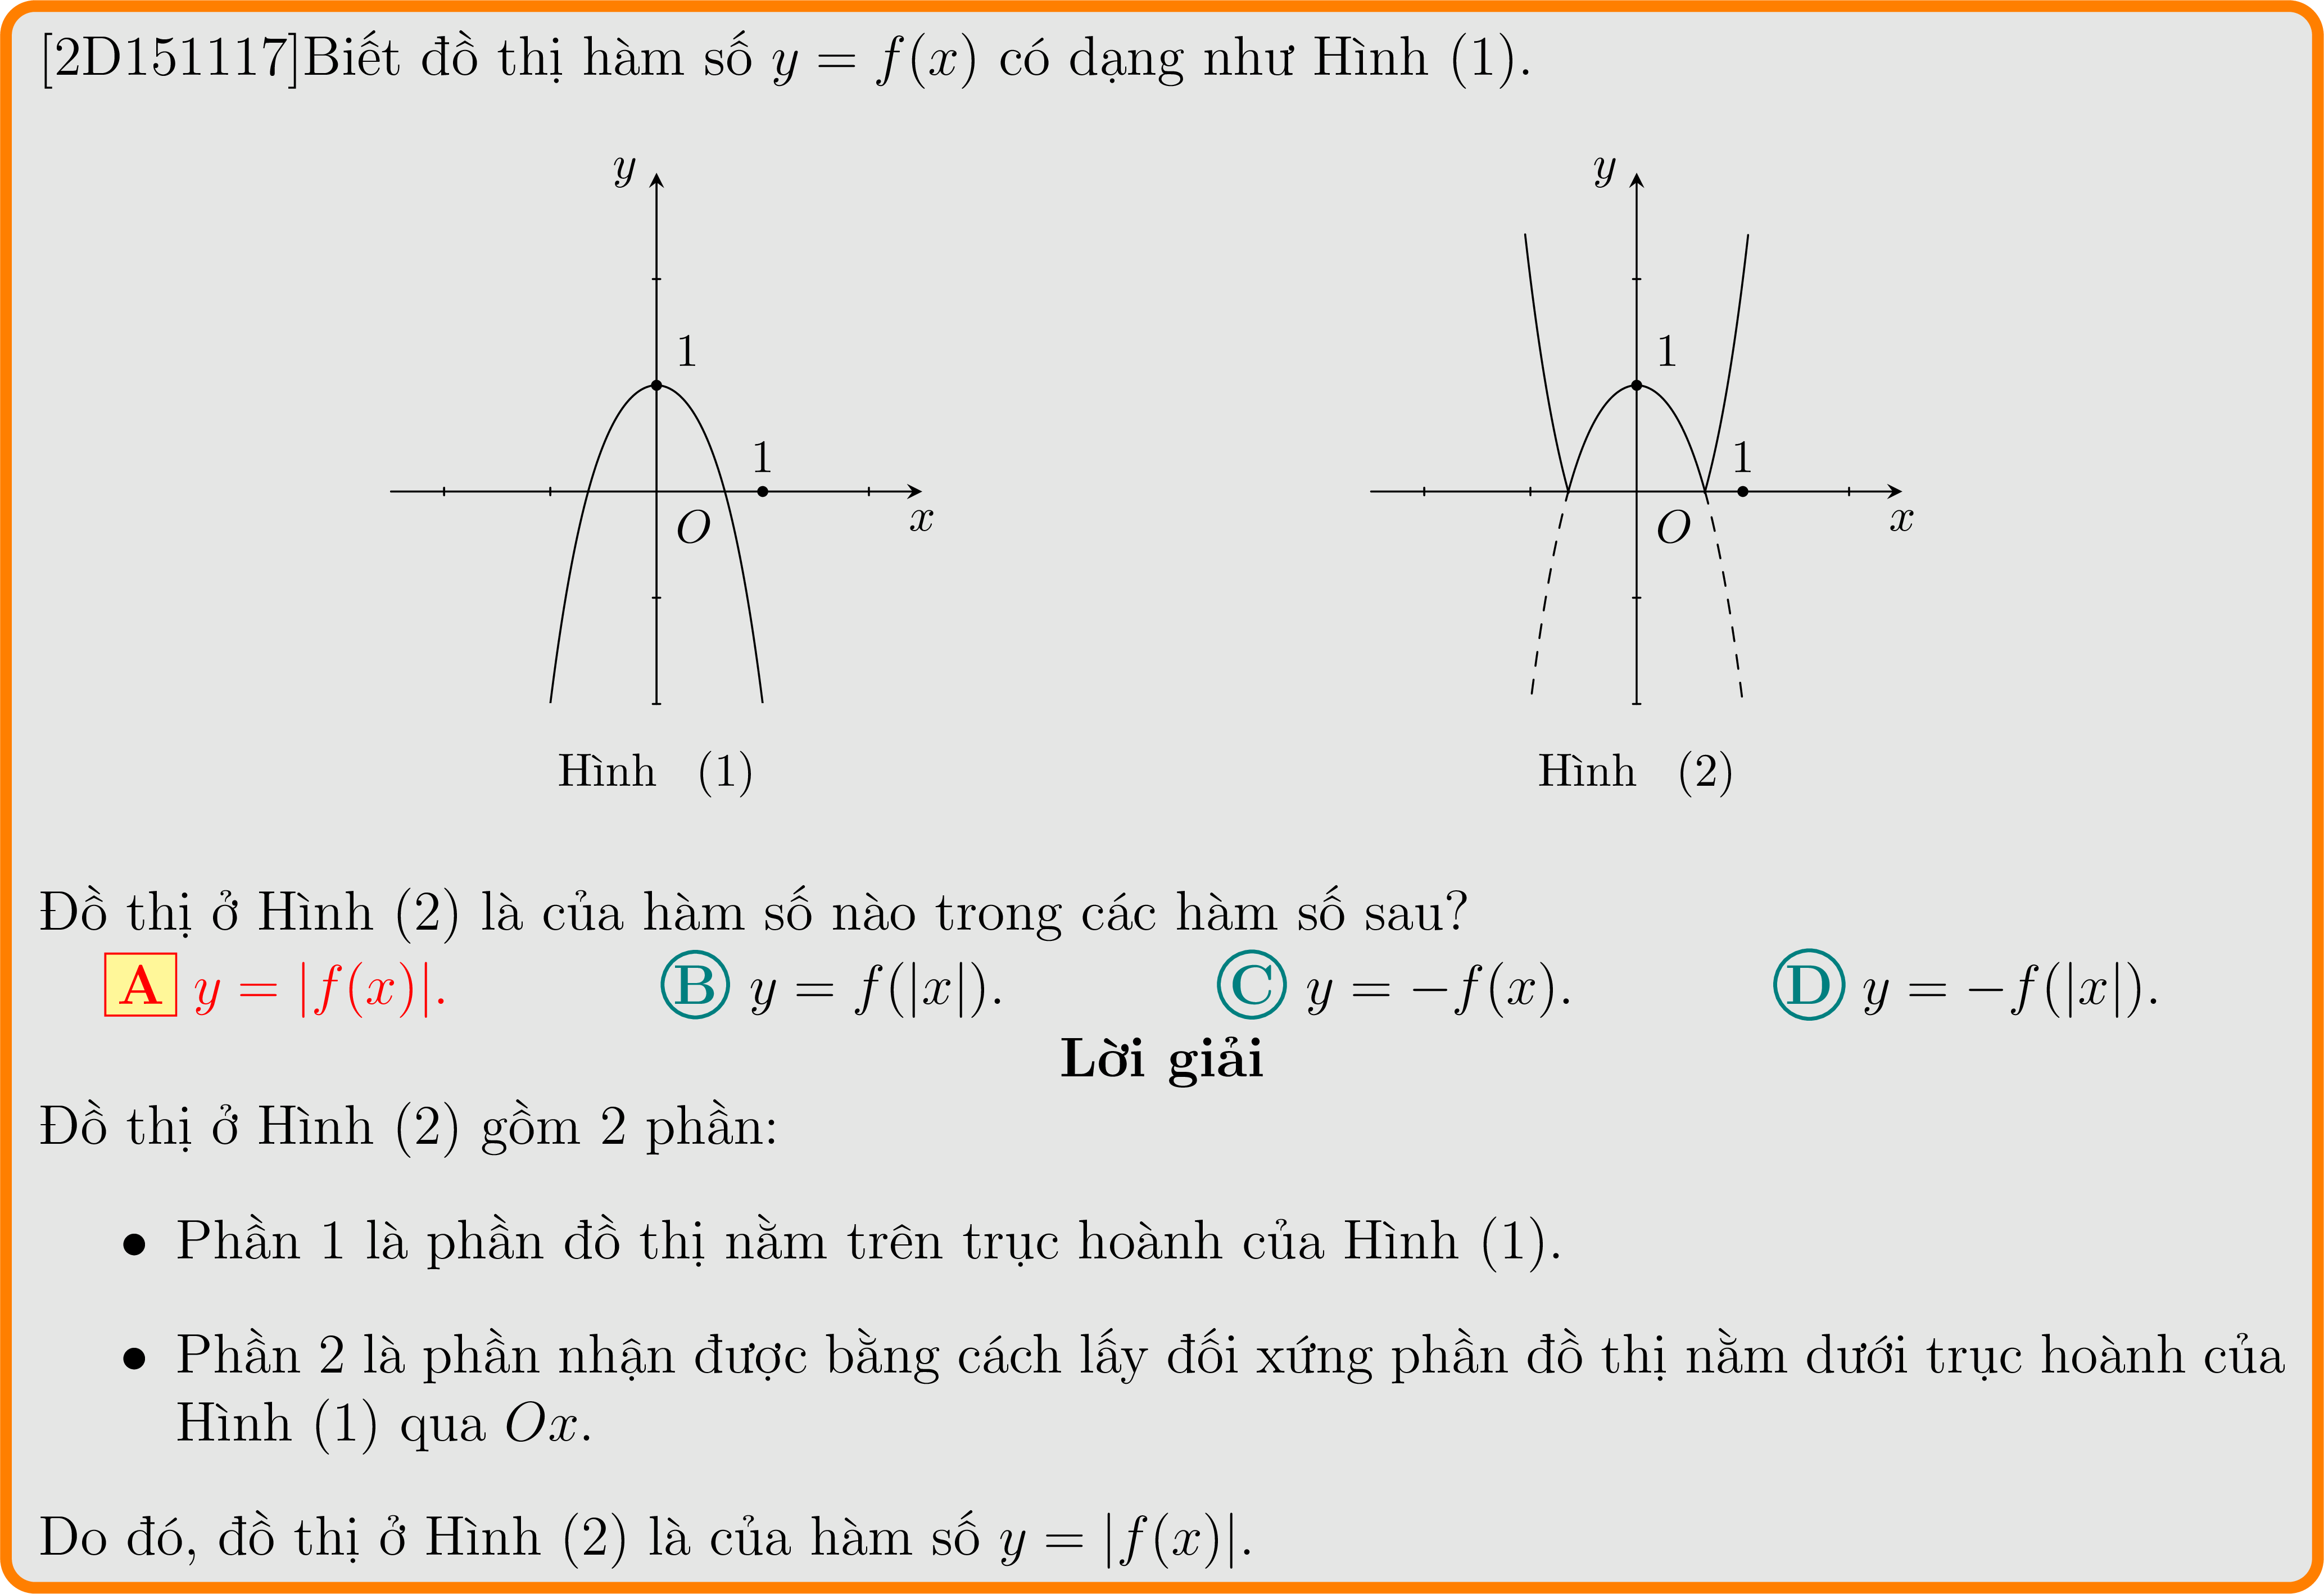 [2D151117]Biết đồ thị hàm số y = f(x) có dạng như Hình (1).
y
1
1
O
x
Hình (1)
y
1
1
O
x
Hình (2)
Đồ thị ở Hình (2) là của hàm số nào trong các hàm số sau?
A y = |f(x)|. B y = f(|x|). C y = −f(x). D y = −f(|x|).
Lời giải
Đồ thị ở Hình (2) gồm 2 phần:
• Phần 1 là phần đồ thị nằm trên trục hoành của Hình (1).
• Phần 2 là phần nhận được bằng cách lấy đối xứng phần đồ thị nằm dưới trục hoành của
Hình (1) qua Ox.
Do đó, đồ thị ở Hình (2) là của hàm số y = |f(x)|.